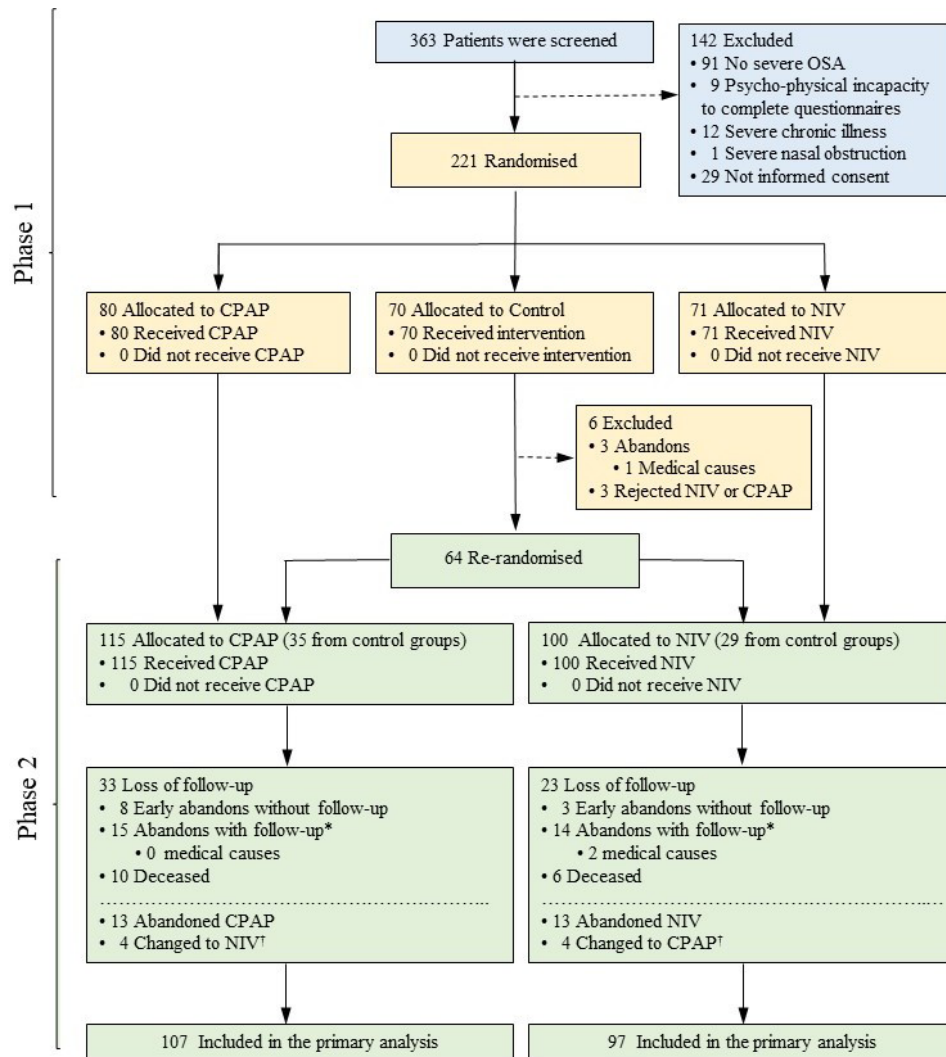 363 Patients were screened
142 Excluded
• 91 No severe OSA
• 9 Psycho-physical incapacity
to complete questionnaires
• 12 Severe chronic illness
• 1 Severe nasal obstruction
• 29 Not informed consent
221 Randomised
Phase 1
80 Allocated to CPAP
• 80 Received CPAP
• 0 Did not receive CPAP
70 Allocated to Control
• 70 Received intervention
• 0 Did not receive intervention
71 Allocated to NIV
• 71 Received NIV
• 0 Did not receive NIV
6 Excluded
• 3 Abandons
• 1 Medical causes
• 3 Rejected NIV or CPAP
64 Re-randomised
Phase 2
115 Allocated to CPAP (35 from control groups)
• 115 Received CPAP
• 0 Did not receive CPAP
100 Allocated to NIV (29 from control groups)
• 100 Received NIV
• 0 Did not receive NIV
33 Loss of follow-up
• 8 Early abandons without follow-up
• 15 Abandons with follow-up*
• 0 medical causes
• 10 Deceased
• 13 Abandoned CPAP
• 4 Changed to NIV†
23 Loss of follow-up
• 3 Early abandons without follow-up
• 14 Abandons with follow-up*
• 2 medical causes
• 6 Deceased
• 13 Abandoned NIV
• 4 Changed to CPAP†
107 Included in the primary analysis
97 Included in the primary analysis